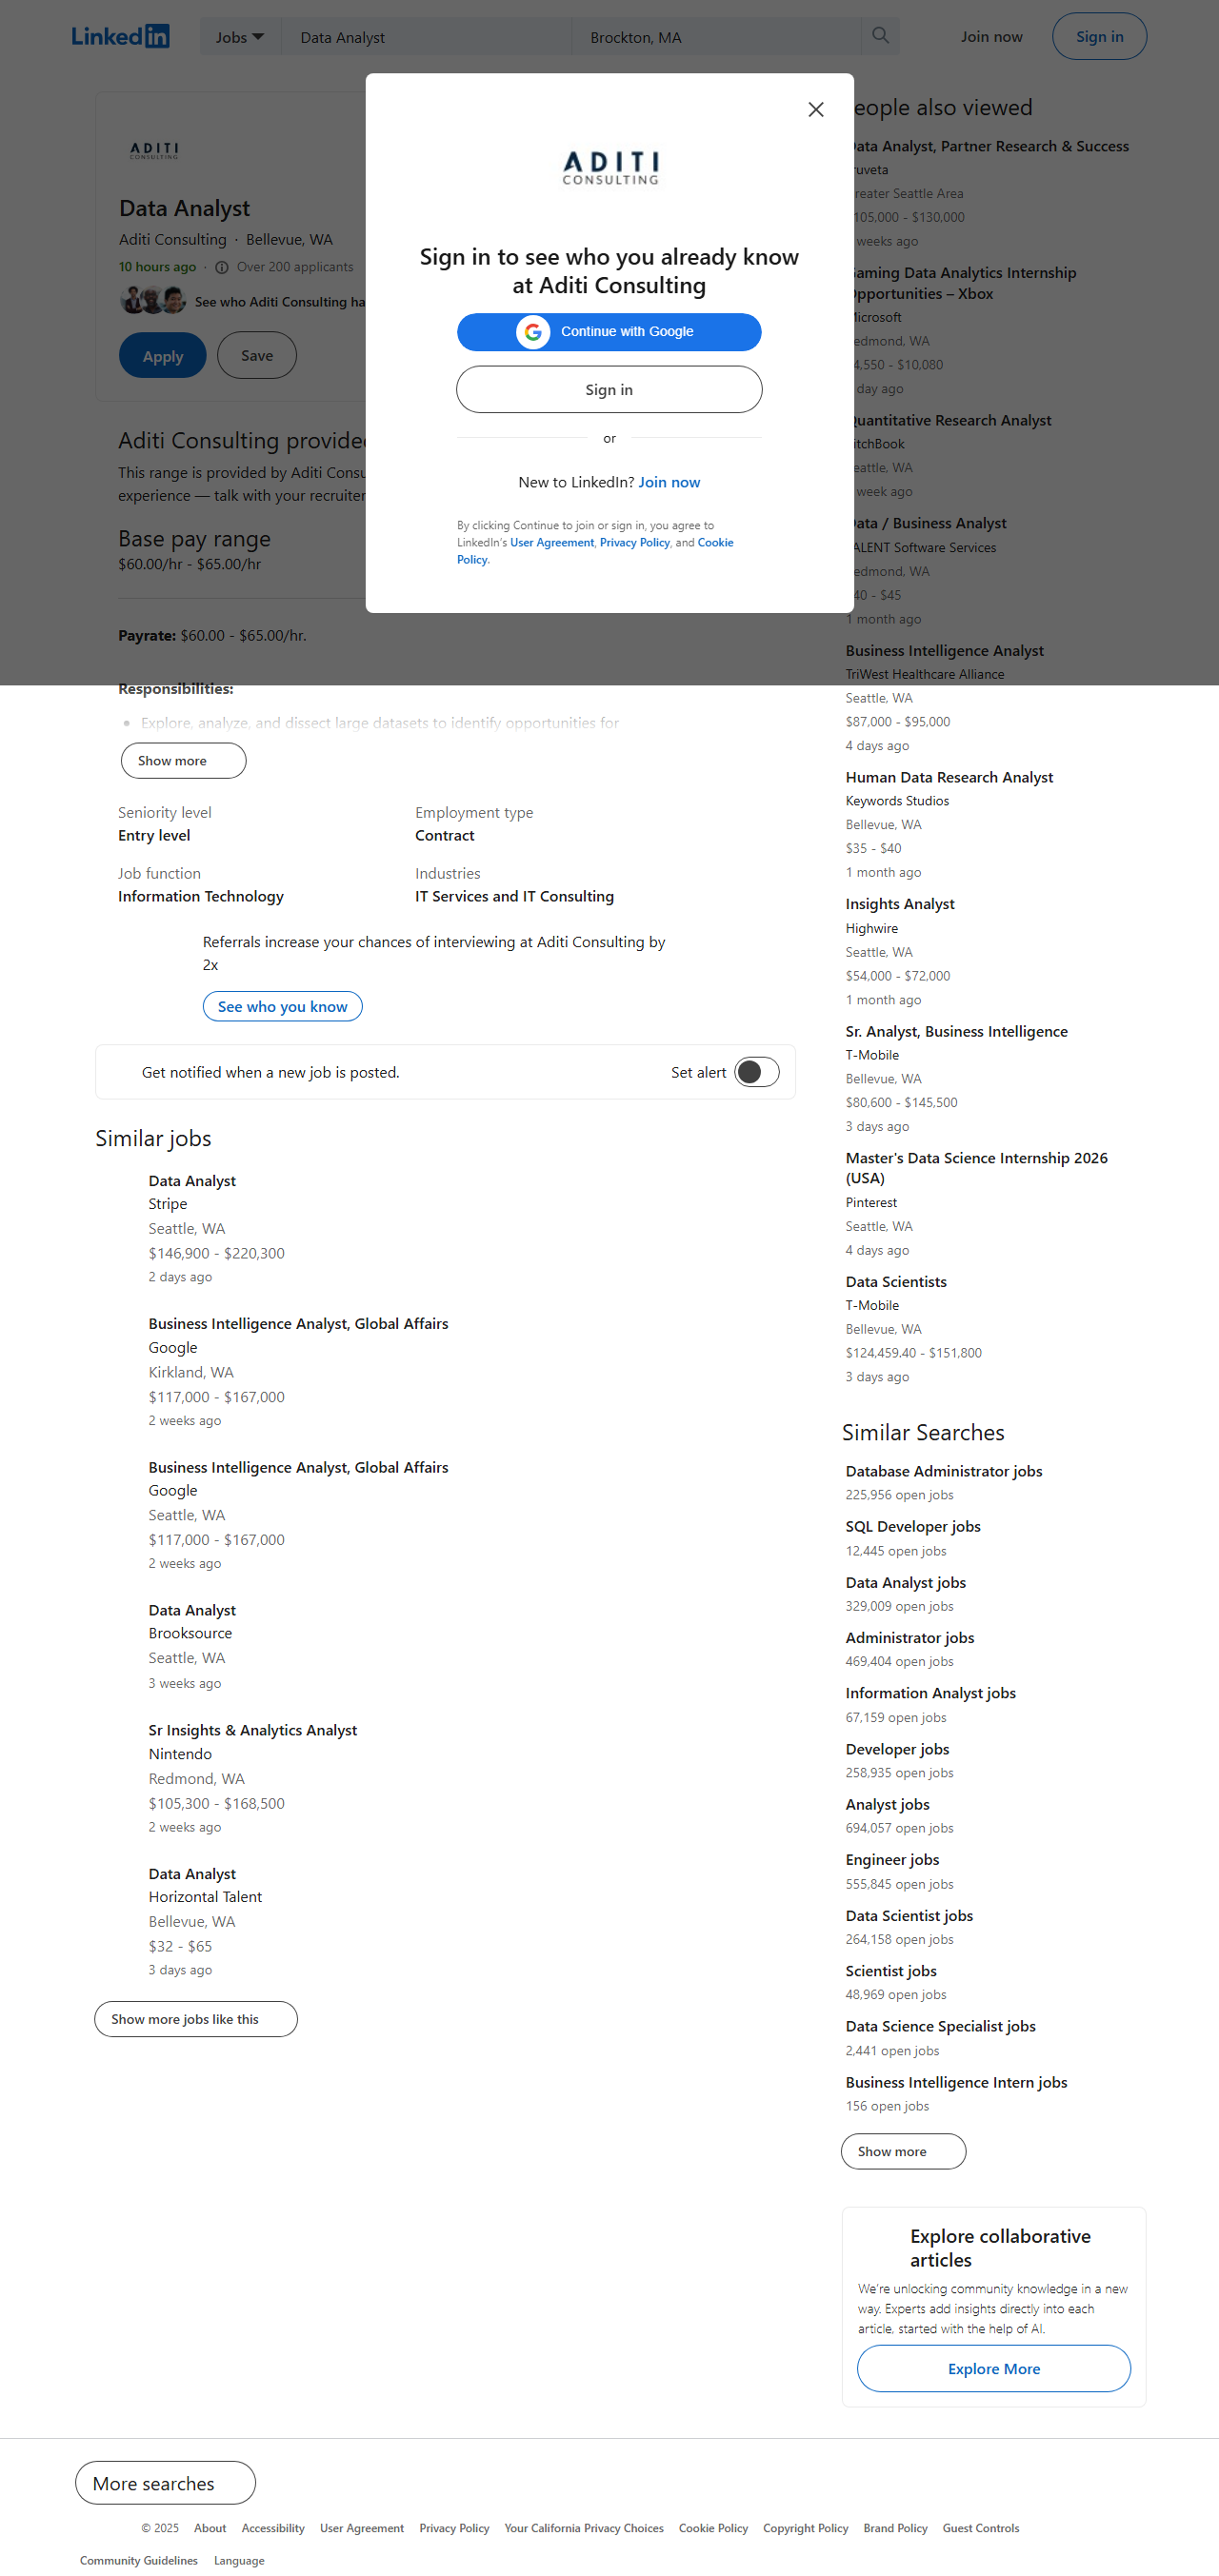 LinkedIn
Jobs
Data Analyst
Brockton, MA
Join now
Sign in
ADITI
CONSULTING
Data Analyst
Aditi Consulting · Bellevue, WA
10 hours ago · Over 200 applicants
See who Aditi Consulting ha
Apply
Save
Aditi Consulting provide
This range is provided by Aditi Consu
experience — talk with your recruiter
Base pay range
$60.00/hr - $65.00/hr
Payrate: $60.00 - $65.00/hr.
Responsibilities:
• Explore, analyze, and dissect large datasets to identify opportunities for
Show more
ADITI
CONSULTING
Sign in to see who you already know
at Aditi Consulting
Continue with Google
Sign in
or
New to LinkedIn? Join now
By clicking Continue to join or sign in, you agree to
LinkedIn's User Agreement, Privacy Policy, and Cookie
Policy.
Seniority level
Entry level
Employment type
Contract
Job function
Information Technology
Industries
IT Services and IT Consulting
Referrals increase your chances of interviewing at Aditi Consulting by
2x
See who you know
Get notified when a new job is posted.
Set alert
Similar jobs
Data Analyst
Stripe
Seattle, WA
$146,900 - $220,300
2 days ago
Business Intelligence Analyst, Global Affairs
Google
Kirkland, WA
$117,000 - $167,000
2 weeks ago
Business Intelligence Analyst, Global Affairs
Google
Seattle, WA
$117,000 - $167,000
2 weeks ago
Data Analyst
Brooksource
Seattle, WA
3 weeks ago
Sr Insights & Analytics Analyst
Nintendo
Redmond, WA
$105,300 - $168,500
2 weeks ago
Data Analyst
Horizontal Talent
Bellevue, WA
$32 - $65
3 days ago
Show more jobs like this
eople also viewed
ata Analyst, Partner Research & Success
ruveta
reater Seattle Area
105,000 - $130,000
weeks ago
aming Data Analytics Internship
pportunities – Xbox
icrosoft
edmond, WA
4,550 - $10,080
day ago
uantitative Research Analyst
itchBook
eattle, WA
week ago
ata / Business Analyst
ALENT Software Services
edmond, WA
40 - $45
1 month ago
Business Intelligence Analyst
TriWest Healthcare Alliance
Seattle, WA
$87,000 - $95,000
4 days ago
Human Data Research Analyst
Keywords Studios
Bellevue, WA
$35 - $40
1 month ago
Insights Analyst
Highwire
Seattle, WA
$54,000 - $72,000
1 month ago
Sr. Analyst, Business Intelligence
T-Mobile
Bellevue, WA
$80,600 - $145,500
3 days ago
Master's Data Science Internship 2026
(USA)
Pinterest
Seattle, WA
4 days ago
Data Scientists
T-Mobile
Bellevue, WA
$124,459.40 - $151,800
3 days ago
Similar Searches
Database Administrator jobs
225,956 open jobs
SQL Developer jobs
12,445 open jobs
Data Analyst jobs
329,009 open jobs
Administrator jobs
469,404 open jobs
Information Analyst jobs
67,159 open jobs
Developer jobs
258,935 open jobs
Analyst jobs
694,057 open jobs
Engineer jobs
555,845 open jobs
Data Scientist jobs
264,158 open jobs
Scientist jobs
48,969 open jobs
Data Science Specialist jobs
2,441 open jobs
Business Intelligence Intern jobs
156 open jobs
Show more
Explore collaborative
articles
We're unlocking community knowledge in a new
way. Experts add insights directly into each
article, started with the help of AI.
Explore More
More searches
© 2025 About Accessibility User Agreement Privacy Policy Your California Privacy Choices Cookie Policy Copyright Policy Brand Policy Guest Controls
Community Guidelines Language